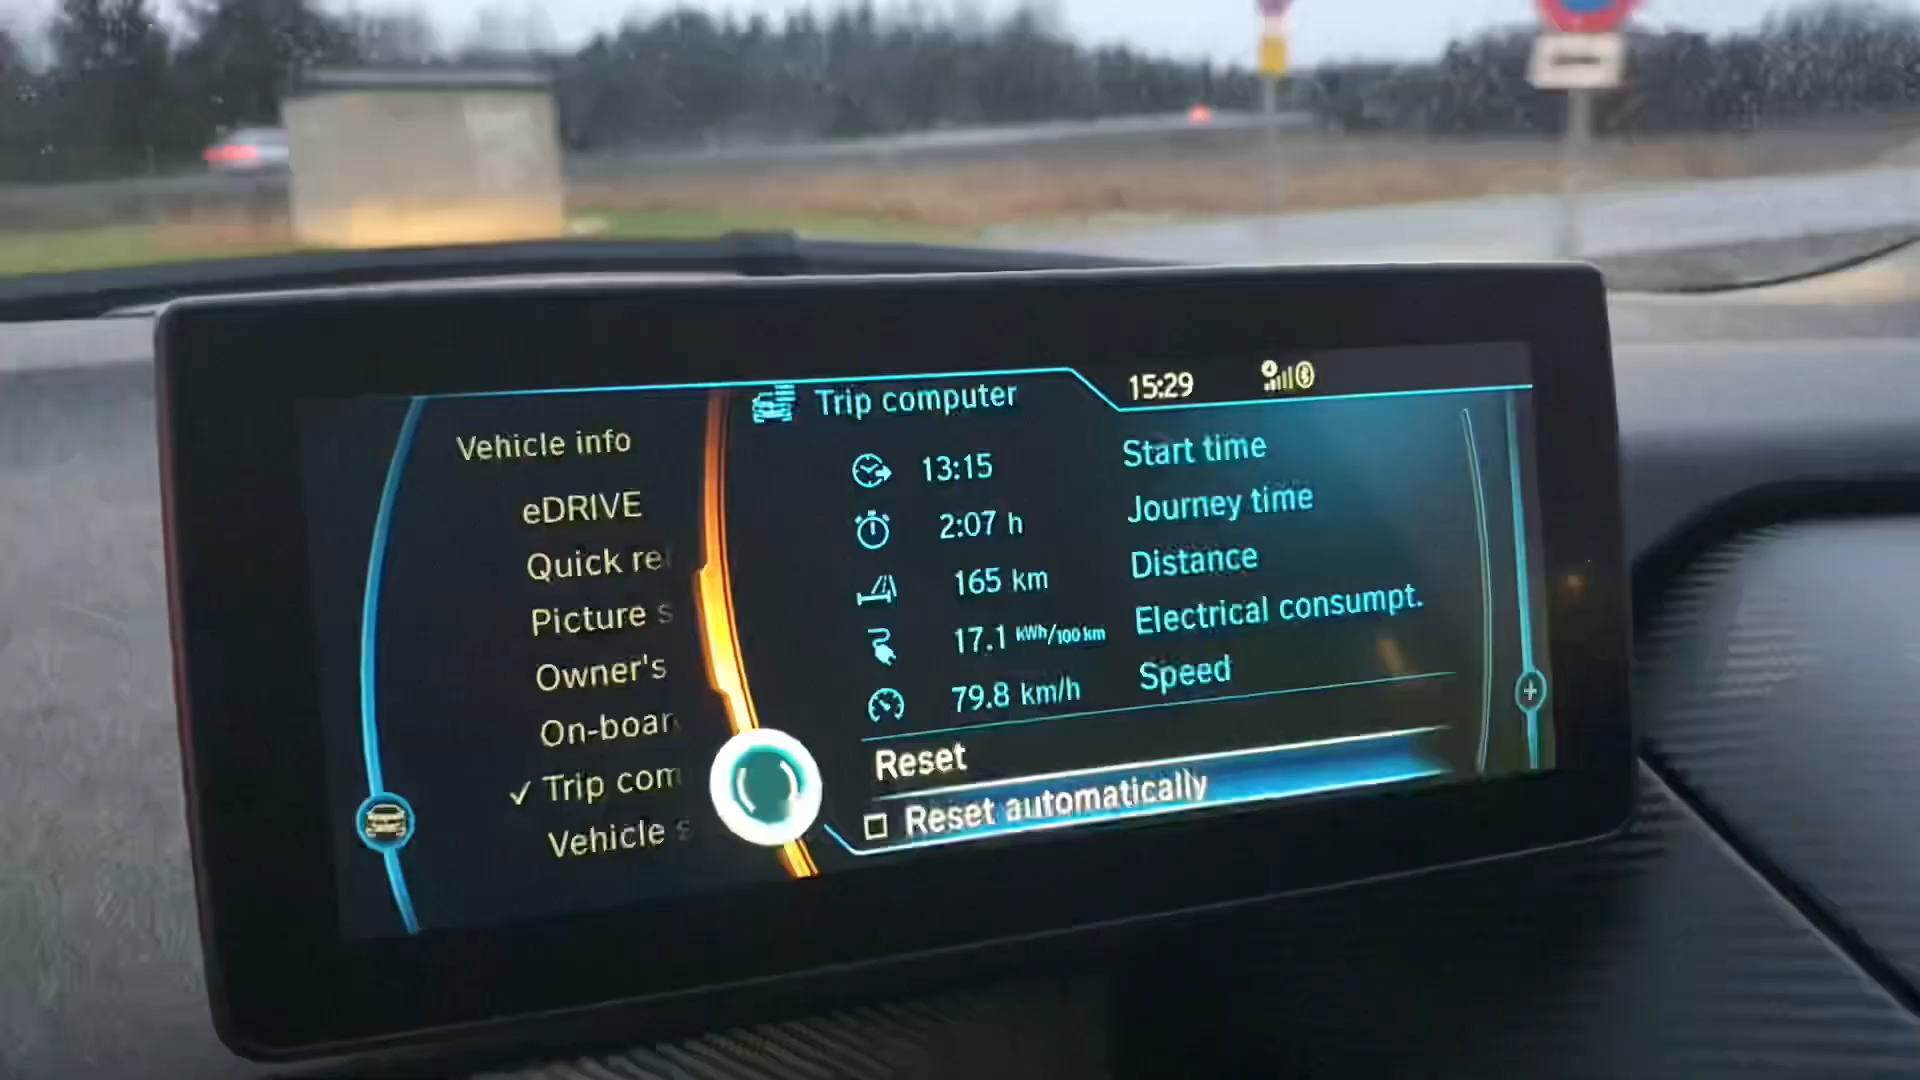 Trip computer
15:29
Vehicle info
eDRIVE
Quick re
Picture s
Owner's
On-boar
✓ Trip com
Vehicle s
13:15 Start time
2:07 h Journey time
165 km Distance
17.1 kWh/100 km Electrical consumpt.
79.8 km/h Speed
Reset
Reset automatically